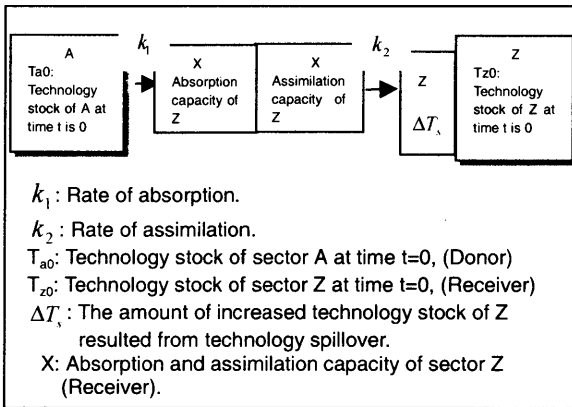 A
Ta0:
Technology
stock of A at
time t is 0
k₁
X
Absorption
capacity of
Z
X
Assimilation
capacity of
Z
k₂
Z
ΔTₛ
Z
Tz0:
Technology
stock of Z at
time t is 0
k₁ : Rate of absorption.
k₂ : Rate of assimilation.
Tₐ₀: Technology stock of sector A at time t=0, (Donor)
T_z0: Technology stock of sector Z at time t=0, (Receiver)
ΔTₛ : The amount of increased technology stock of Z
resulted from technology spillover.
X: Absorption and assimilation capacity of sector Z
(Receiver).